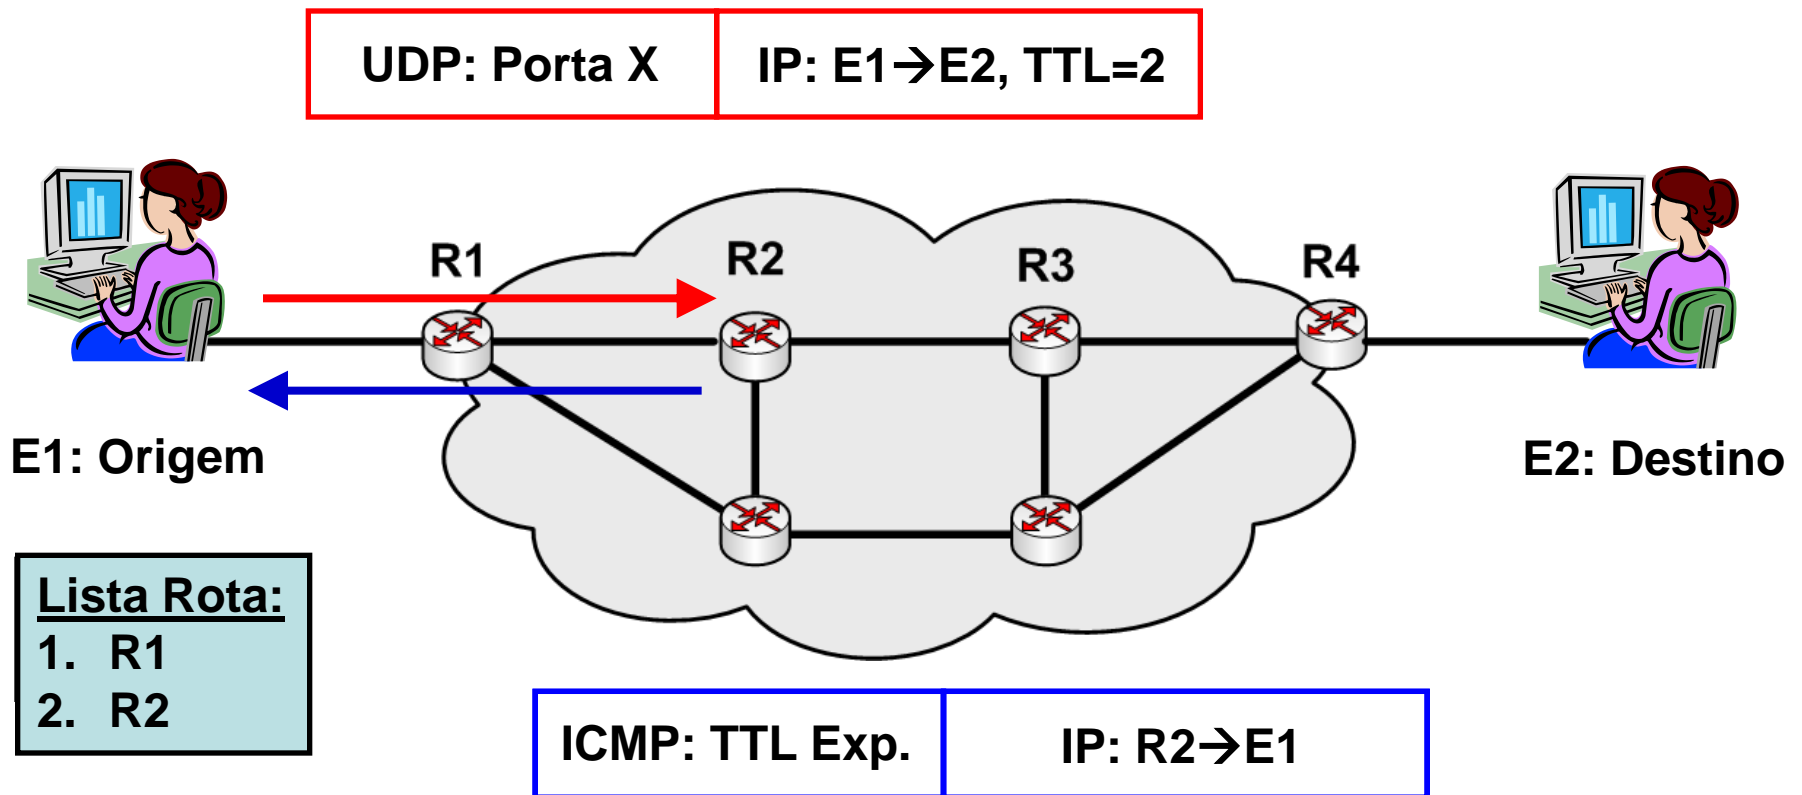 UDP: Porta X
IP: E1→E2, TTL=2
R1
R2
R3
R4
E1: Origem
E2: Destino
Lista Rota:
1. R1
2. R2
ICMP: TTL Exp.
IP: R2→E1